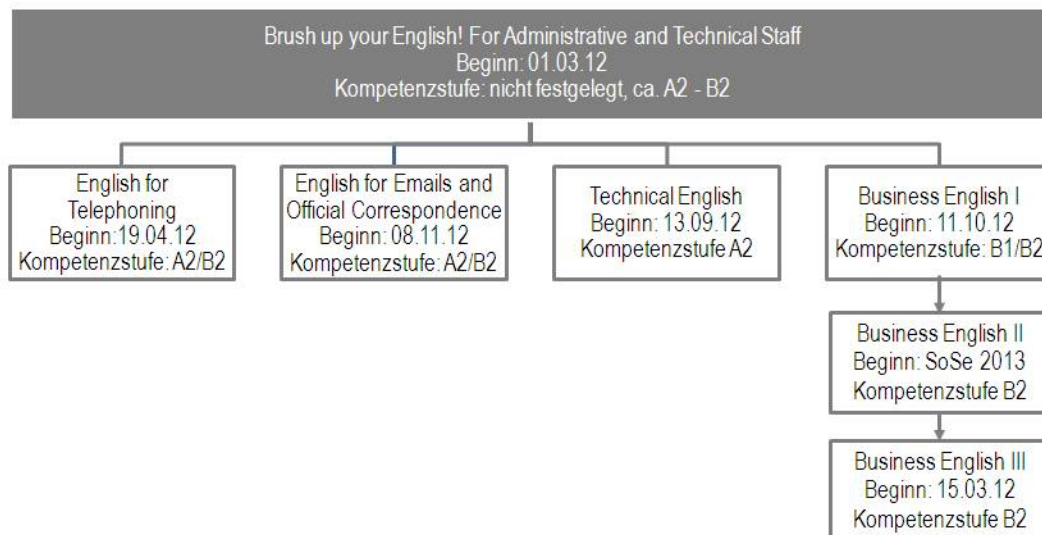 Brush up your English! For Administrative and Technical Staff
Beginn: 01.03.12
Kompetenzstufe: nicht festgelegt, ca. A2 - B2
English for
Telephoning
Beginn:19.04.12
Kompetenzstufe: A2/B2
English for Emails and
Official Correspondence
Beginn: 08.11.12
Kompetenzstufe: A2/B2
Technical English
Beginn: 13.09.12
Kompetenzstufe A2
Business English I
Beginn: 11.10.12
Kompetenzstufe: B1/B2
Business English II
Beginn: SoSe 2013
Kompetenzstufe B2
Business English III
Beginn: 15.03.12
Kompetenzstufe B2